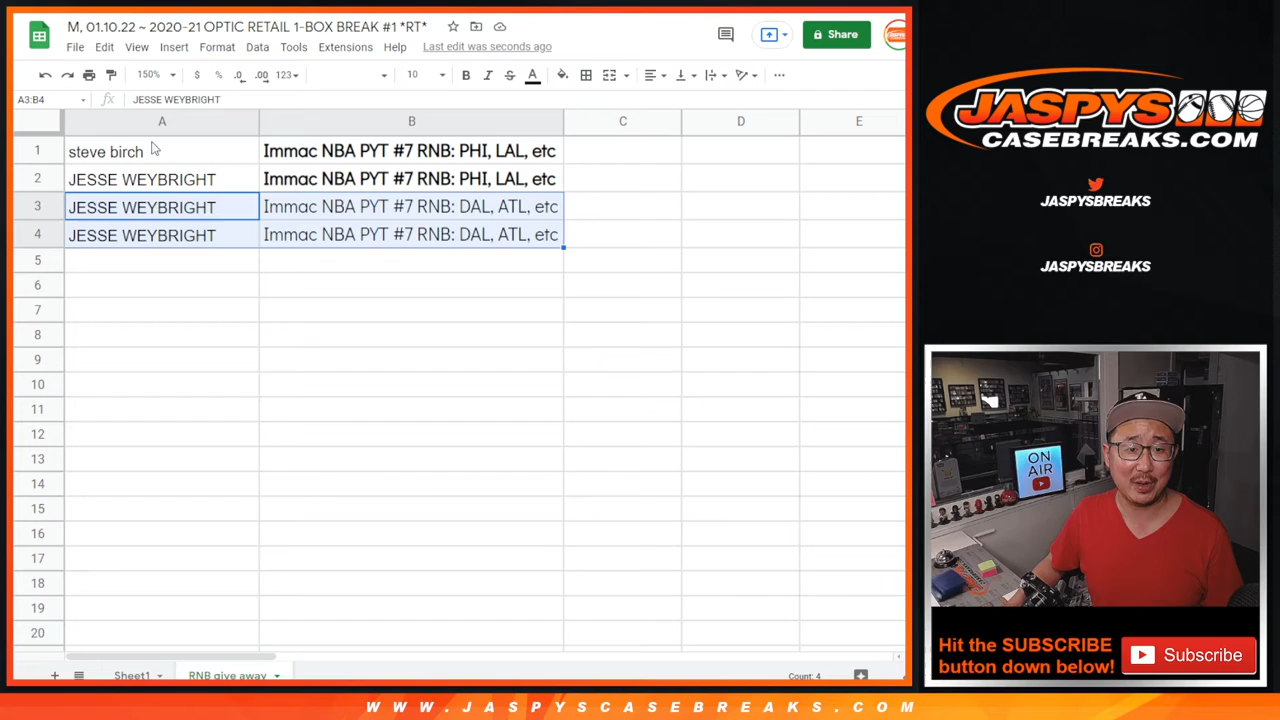 M, 01.10.22 ~ 2020-21 OPTIC RETAIL 1-BOX BREAK #1 *RT*
File Edit View Insert Format Data Tools Extensions Help Last edit was seconds ago
Share
150% $ % .0 .00 123 10 B I S A
A3:B4 fx JESSE WEYBRIGHT
A B C D E
1 steve birch Immac NBA PYT #7 RNB: PHI, LAL, etc
2 JESSE WEYBRIGHT Immac NBA PYT #7 RNB: PHI, LAL, etc
3 JESSE WEYBRIGHT Immac NBA PYT #7 RNB: DAL, ATL, etc
4 JESSE WEYBRIGHT Immac NBA PYT #7 RNB: DAL, ATL, etc
5
6
7
8
9
10
11
12
13
14
15
16
17
18
19
20
Sheet1 RNB give away Count: 4
JASPYS
CASEBREAKS.COM
JASPYSBREAKS
JASPYSBREAKS
ON
AIR
Hit the SUBSCRIBE
button down below!
Subscribe
WWW.JASPYSCASEBREAKS.COM